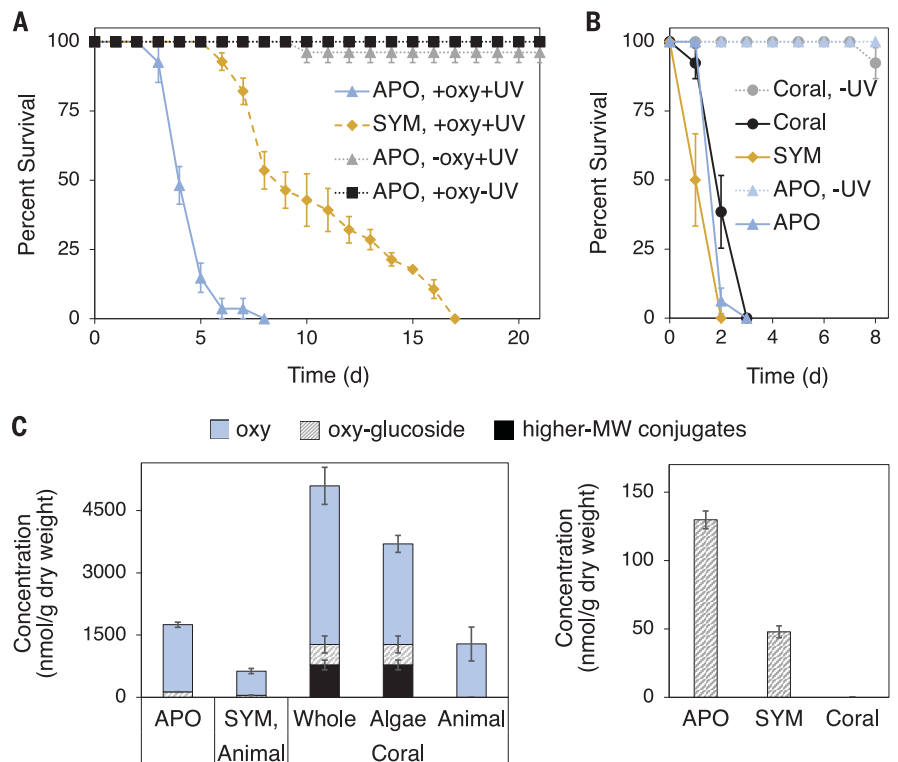 A
100
75
50
25
0
Percent Survival
0 5 10 15 20
Time (d)
APO, +oxy+UV
SYM, +oxy+UV
APO, -oxy+UV
APO, +oxy-UV
B
100
75
50
25
0
Percent Survival
0 2 4 6 8
Time (d)
Coral, -UV
Coral
SYM
APO, -UV
APO
C
oxy oxy-glucoside higher-MW conjugates
Concentration
(nmol/g dry weight)
4500
3000
1500
0
APO SYM, Whole Algae Animal
Animal Coral
Concentration
(nmol/g dry weight)
150
100
50
0
APO SYM Coral